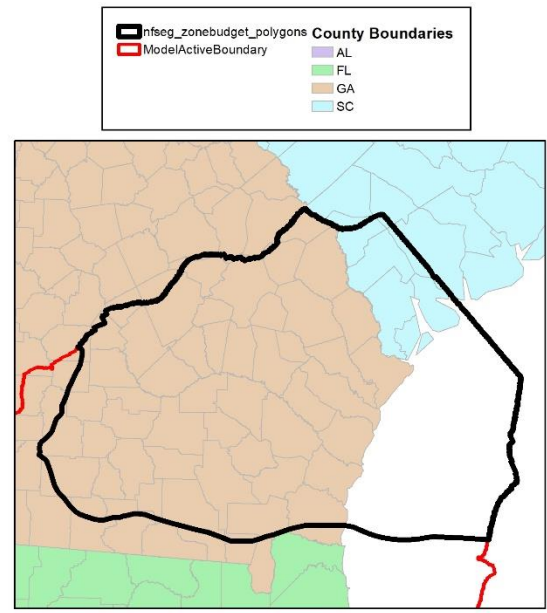 nfseg_zonebudget_polygons
ModelActiveBoundary
County Boundaries
AL
FL
GA
SC